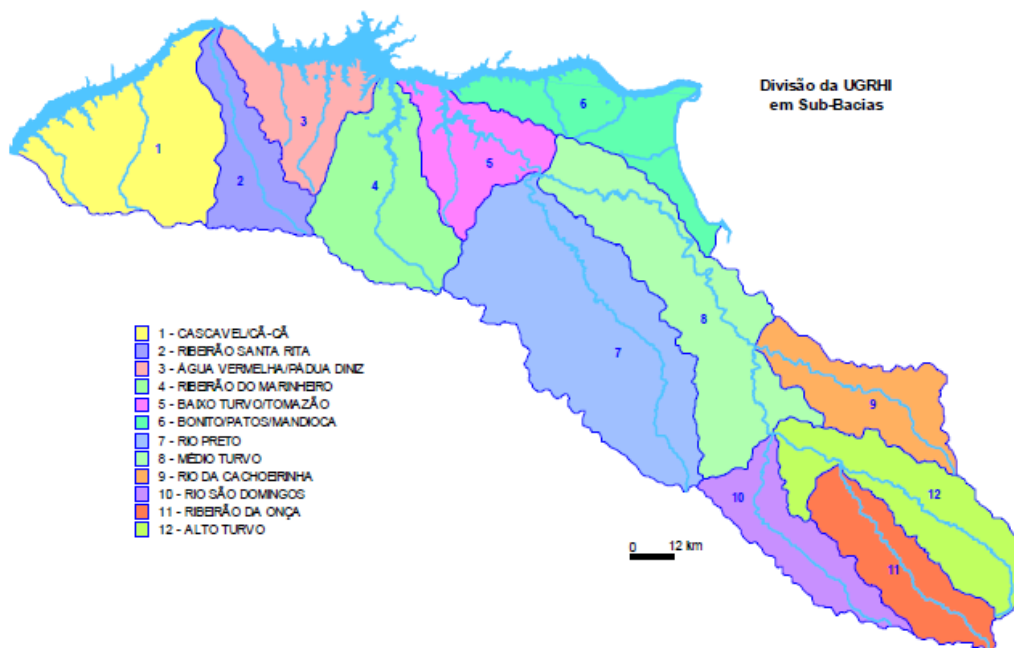 Divisão da UGRHI
em Sub-Bacias
1
2
3
4
5
6
7
8
9
10
11
12
1 - CASCAVEL/CÃ-CÃ
2 - RIBEIRÃO SANTA RITA
3 - ÁGUA VERMELHA/PÁDUA DINIZ
4 - RIBEIRÃO DO MARINHEIRO
5 - BAIXO TURVO/TOMAZÃO
6 - BONITO/PATOS/MANDIOCA
7 - RIO PRETO
8 - MÉDIO TURVO
9 - RIO DA CACHOEIRINHA
10 - RIO SÃO DOMINGOS
11 - RIBEIRÃO DA ONÇA
12 - ALTO TURVO
0 12 km